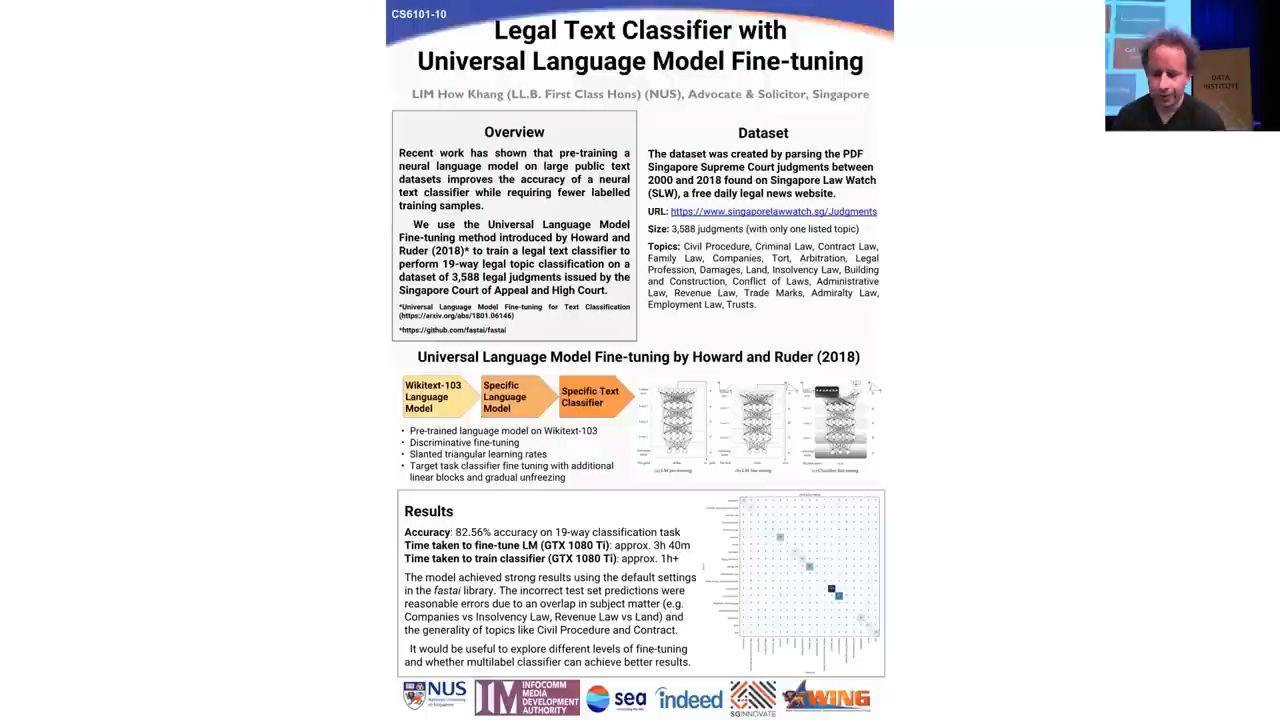 CS6101-10
Legal Text Classifier with
Universal Language Model Fine-tuning
LIM How Khang (LL.B. First Class Hons) (NUS), Advocate & Solicitor, Singapore
Overview
Recent work has shown that pre-training a
neural language model on large public text
datasets improves the accuracy of a neural
text classifier while requiring fewer labelled
training samples.
We use the Universal Language Model
Fine-tuning method introduced by Howard and
Ruder (2018)* to train a legal text classifier to
perform 19-way legal topic classification on a
dataset of 3,588 legal judgments issued by the
Singapore Court of Appeal and High Court.
*Universal Language Model Fine-tuning for Text Classification
(https://arxiv.org/abs/1801.06146)
*https://github.com/fastai/fastai
Dataset
The dataset was created by parsing the PDF
Singapore Supreme Court judgments between
2000 and 2018 found on Singapore Law Watch
(SLW), a free daily legal news website.
URL: https://www.singaporelawwatch.sg/Judgments
Size: 3,588 judgments (with only one listed topic)
Topics: Civil Procedure, Criminal Law, Contract Law,
Family Law, Companies, Tort, Arbitration, Legal
Profession, Damages, Land, Insolvency Law, Building
and Construction, Conflict of Laws, Administrative
Law, Revenue Law, Trade Marks, Admiralty Law,
Employment Law, Trusts.
Universal Language Model Fine-tuning by Howard and Ruder (2018)
Wikitext-103
Language
Model
Specific
Language
Model
Specific Text
Classifier
• Pre-trained language model on Wikitext-103
• Discriminative fine-tuning
• Slanted triangular learning rates
• Target task classifier fine tuning with additional
linear blocks and gradual unfreezing
(a) LM pre-training
(b) LM fine-tuning
(c) Classifier fine-tuning
Results
Accuracy: 82.56% accuracy on 19-way classification task
Time taken to fine-tune LM (GTX 1080 Ti): approx. 3h 40m
Time taken to train classifier (GTX 1080 Ti): approx. 1h+
The model achieved strong results using the default settings
in the fastai library. The incorrect test set predictions were
reasonable errors due to an overlap in subject matter (e.g.
Companies vs Insolvency Law, Revenue Law vs Land) and
the generality of topics like Civil Procedure and Contract.
It would be useful to explore different levels of fine-tuning
and whether multilabel classifier can achieve better results.
NUS
National University
of Singapore
IM
INFOCOMM
MEDIA
DEVELOPMENT
AUTHORITY
sea
indeed
SGINNOVATE
WING
DATA
INSTITUTE